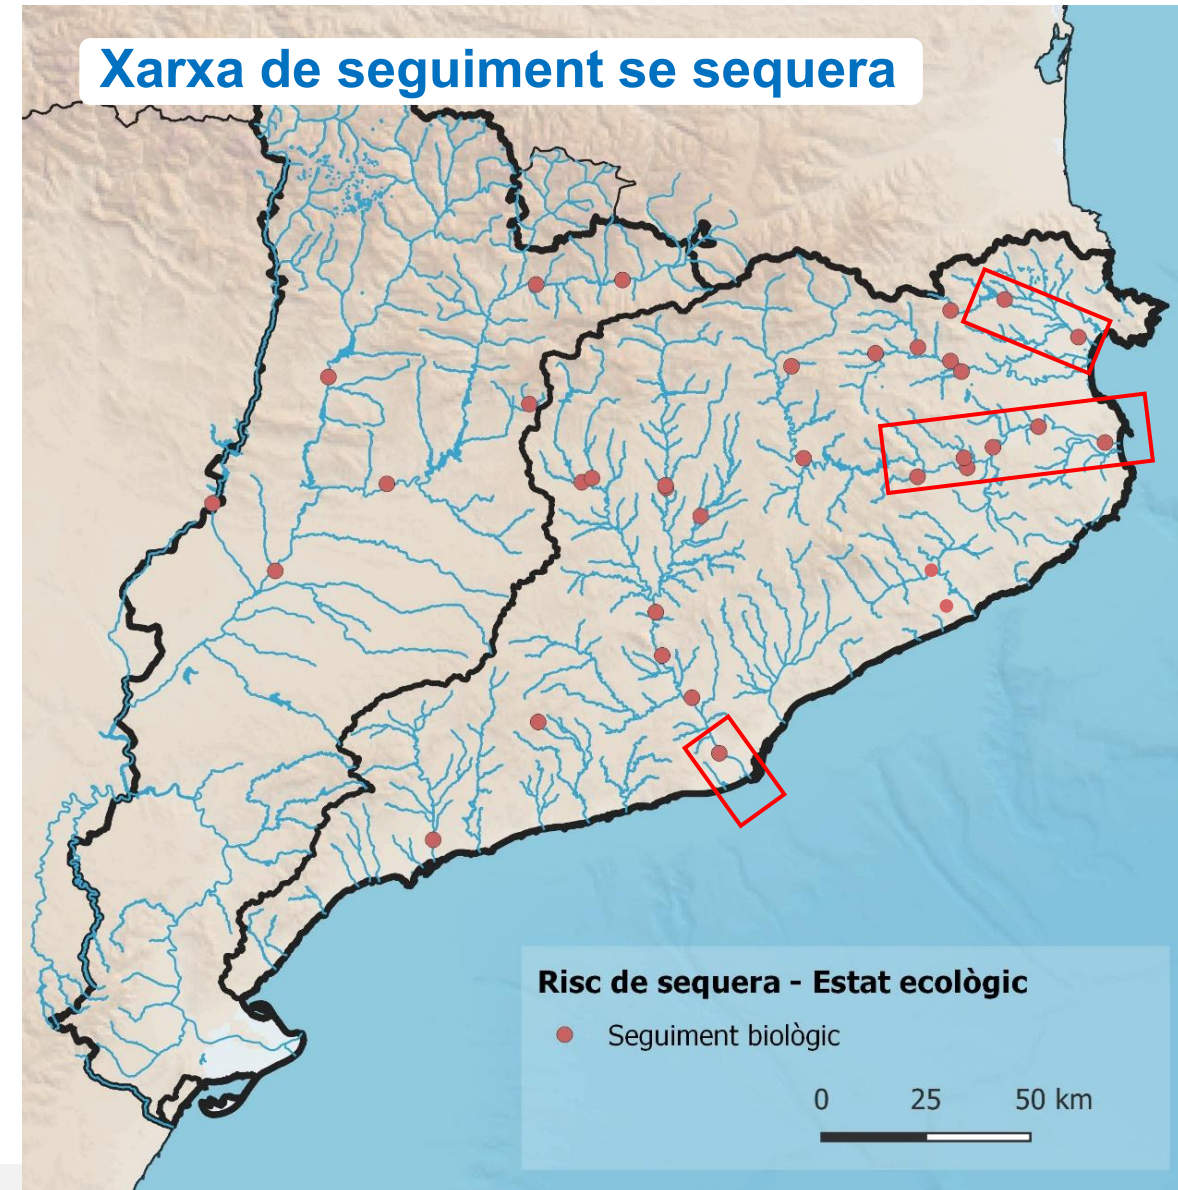 Xarxa de seguiment se sequera
Risc de sequera - Estat ecològic
Seguiment biològic
0 25 50 km